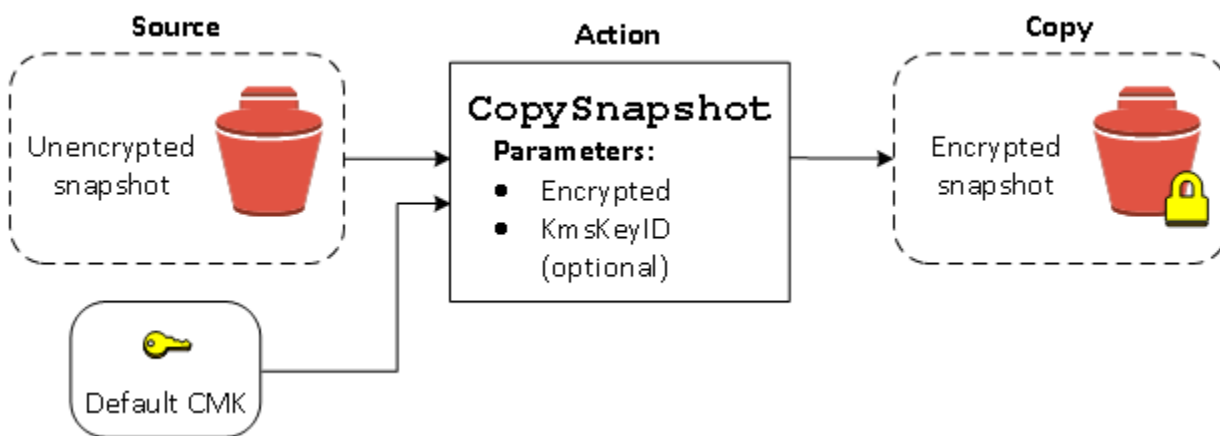 Source
Unencrypted
snapshot
Default CMK
Action
CopySnapshot
Parameters:
● Encrypted
● KmsKeyID
(optional)
Copy
Encrypted
snapshot